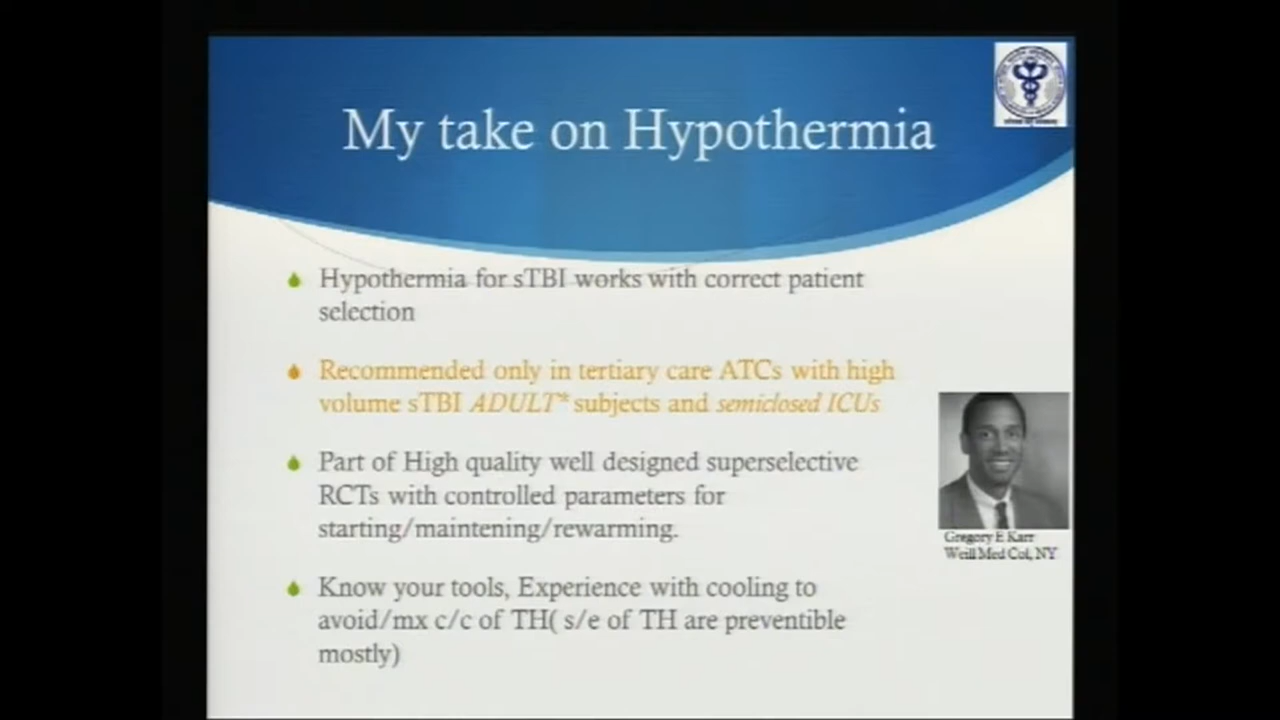 My take on Hypothermia
Hypothermia for sTBI works with correct patient
selection
Recommended only in tertiary care ATCs with high
volume sTBI ADULT* subjects and semiclosed ICUs
Part of High quality well designed superselective
RCTs with controlled parameters for
starting/maintening/rewarming.
Know your tools, Experience with cooling to
avoid/mx c/c of TH( s/e of TH are preventible
mostly)
Gregory E Karr
Weill Med Col, NY